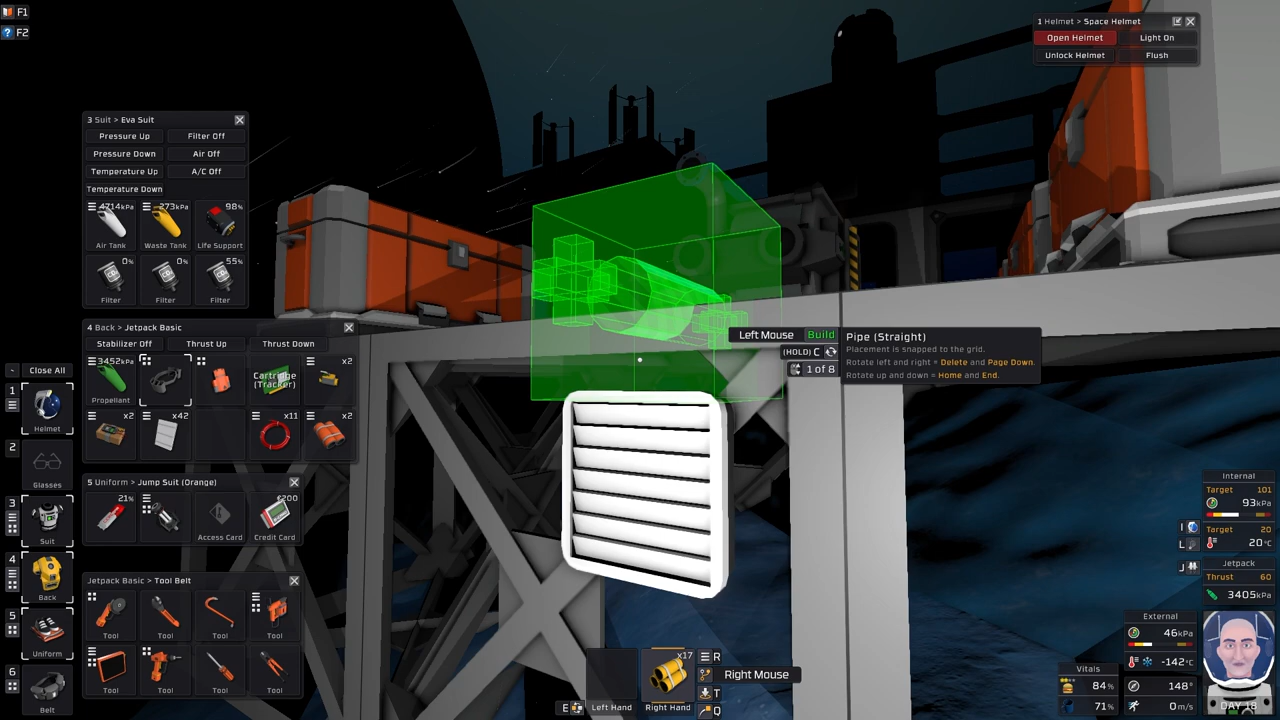 F1
F2
1 Helmet > Space Helmet
Open Helmet
Light On
Unlock Helmet
Flush
3 Suit > Eva Suit
Pressure Up
Filter Off
Pressure Down
Air Off
Temperature Up
A/C Off
Temperature Down
4714kPa
273kPa
98%
Air Tank
Waste Tank
Life Support
0%
0%
55%
Filter
Filter
Filter
4 Back > Jetpack Basic
Stabilizer Off
Thrust Up
Thrust Down
3452kPa
x2
Cartridge
(Tracker)
Propellant
x2
x42
x11
x2
5 Uniform > Jump Suit (Orange)
21%
€200
Access Card
Credit Card
Jetpack Basic > Tool Belt
Tool
Tool
Tool
Tool
Tool
Tool
Tool
Tool
~
Close All
1
Helmet
2
Glasses
3
Suit
4
Back
5
Uniform
6
Belt
Left Mouse
Build
(HOLD) C
1 of 8
Pipe (Straight)
Placement is snapped to the grid.
Rotate left and right = Delete and Page Down.
Rotate up and down = Home and End.
x17
R
Right Mouse
T
E
Left Hand
Right Hand
Q
Internal
Target 101
93kPa
Target 20
20°C
I
L
J
Jetpack
Thrust 60
3405kPa
External
46kPa
-142°C
148°
0m/s
Vitals
84%
71%
DAY 18